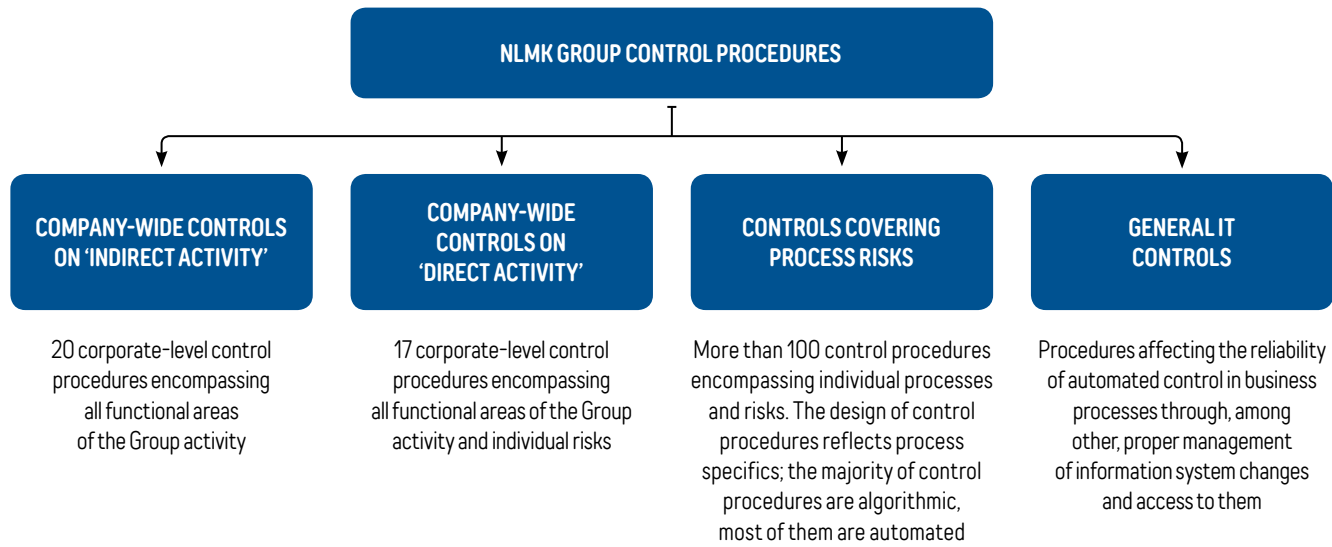 NLMK GROUP CONTROL PROCEDURES
COMPANY-WIDE CONTROLS
ON ‘INDIRECT ACTIVITY’
20 corporate-level control
procedures encompassing
all functional areas
of the Group activity
COMPANY-WIDE
CONTROLS ON
‘DIRECT ACTIVITY’
17 corporate-level control
procedures encompassing
all functional areas of the Group
activity and individual risks
CONTROLS COVERING
PROCESS RISKS
More than 100 control procedures
encompassing individual processes
and risks. The design of control
procedures reflects process
specifics; the majority of control
procedures are algorithmic,
most of them are automated
GENERAL IT
CONTROLS
Procedures affecting the reliability
of automated control in business
processes through, among
other, proper management
of information system changes
and access to them